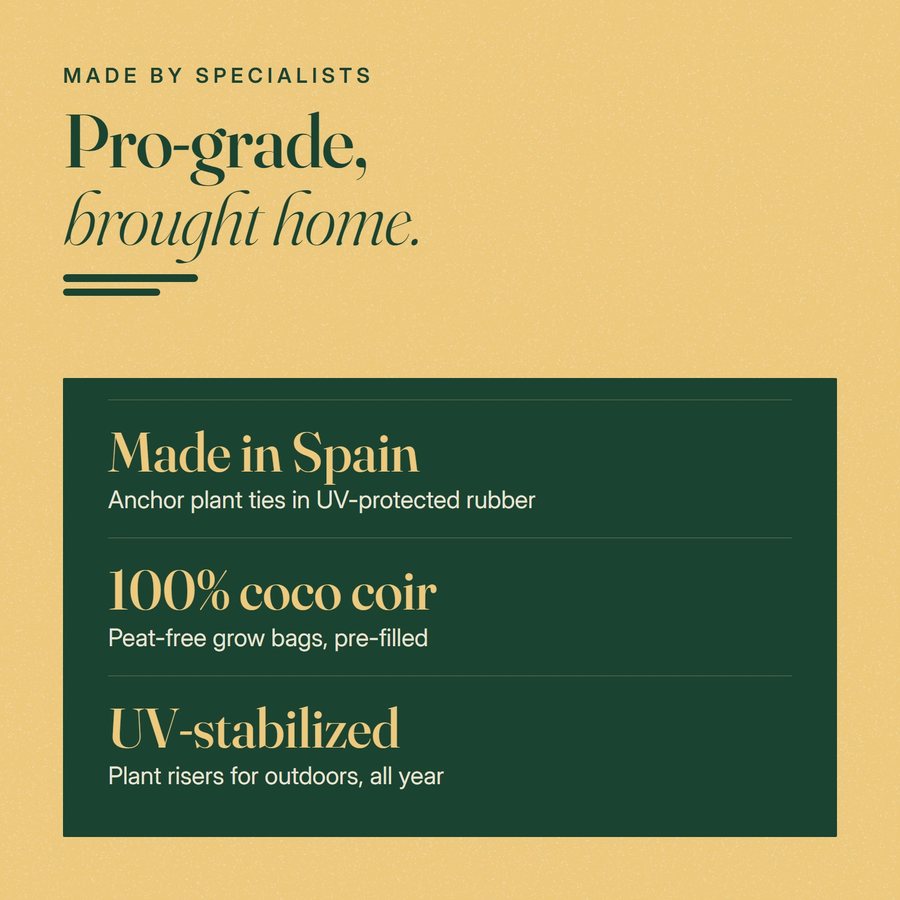 MADE BY SPECIALISTS
Pro-grade,
brought home.
Made in Spain
Anchor plant ties in UV-protected rubber
100% coco coir
Peat-free grow bags, pre-filled
UV-stabilized
Plant risers for outdoors, all year